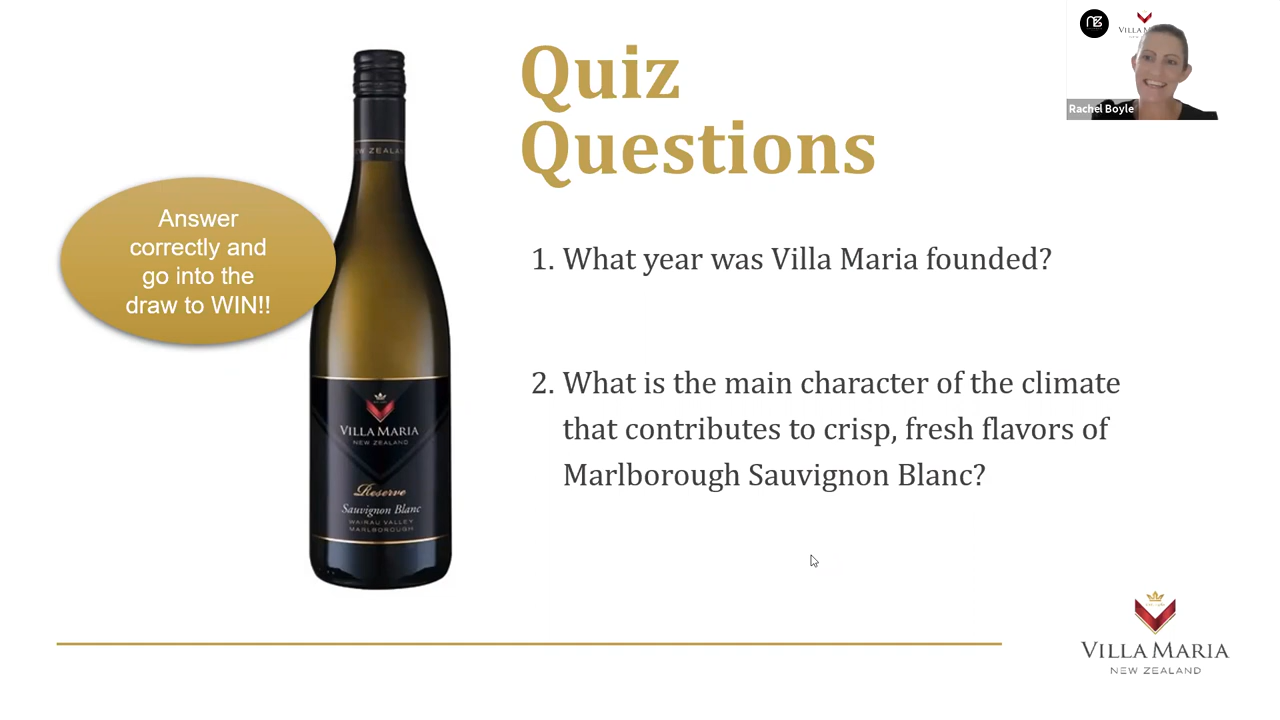 Quiz
Questions
VILLA M
Rachel Boyle
NEW ZEALAN
Answer
correctly and
go into the
draw to WIN!!
1. What year was Villa Maria founded?
2. What is the main character of the climate
that contributes to crisp, fresh flavors of
Marlborough Sauvignon Blanc?
VILLA MARIA
NEW ZEALAND
Reserve
Sauvignon Blanc
WAIRAU VALLEY
MARLBOROUGH
VILLA MARIA
NEW ZEALAND